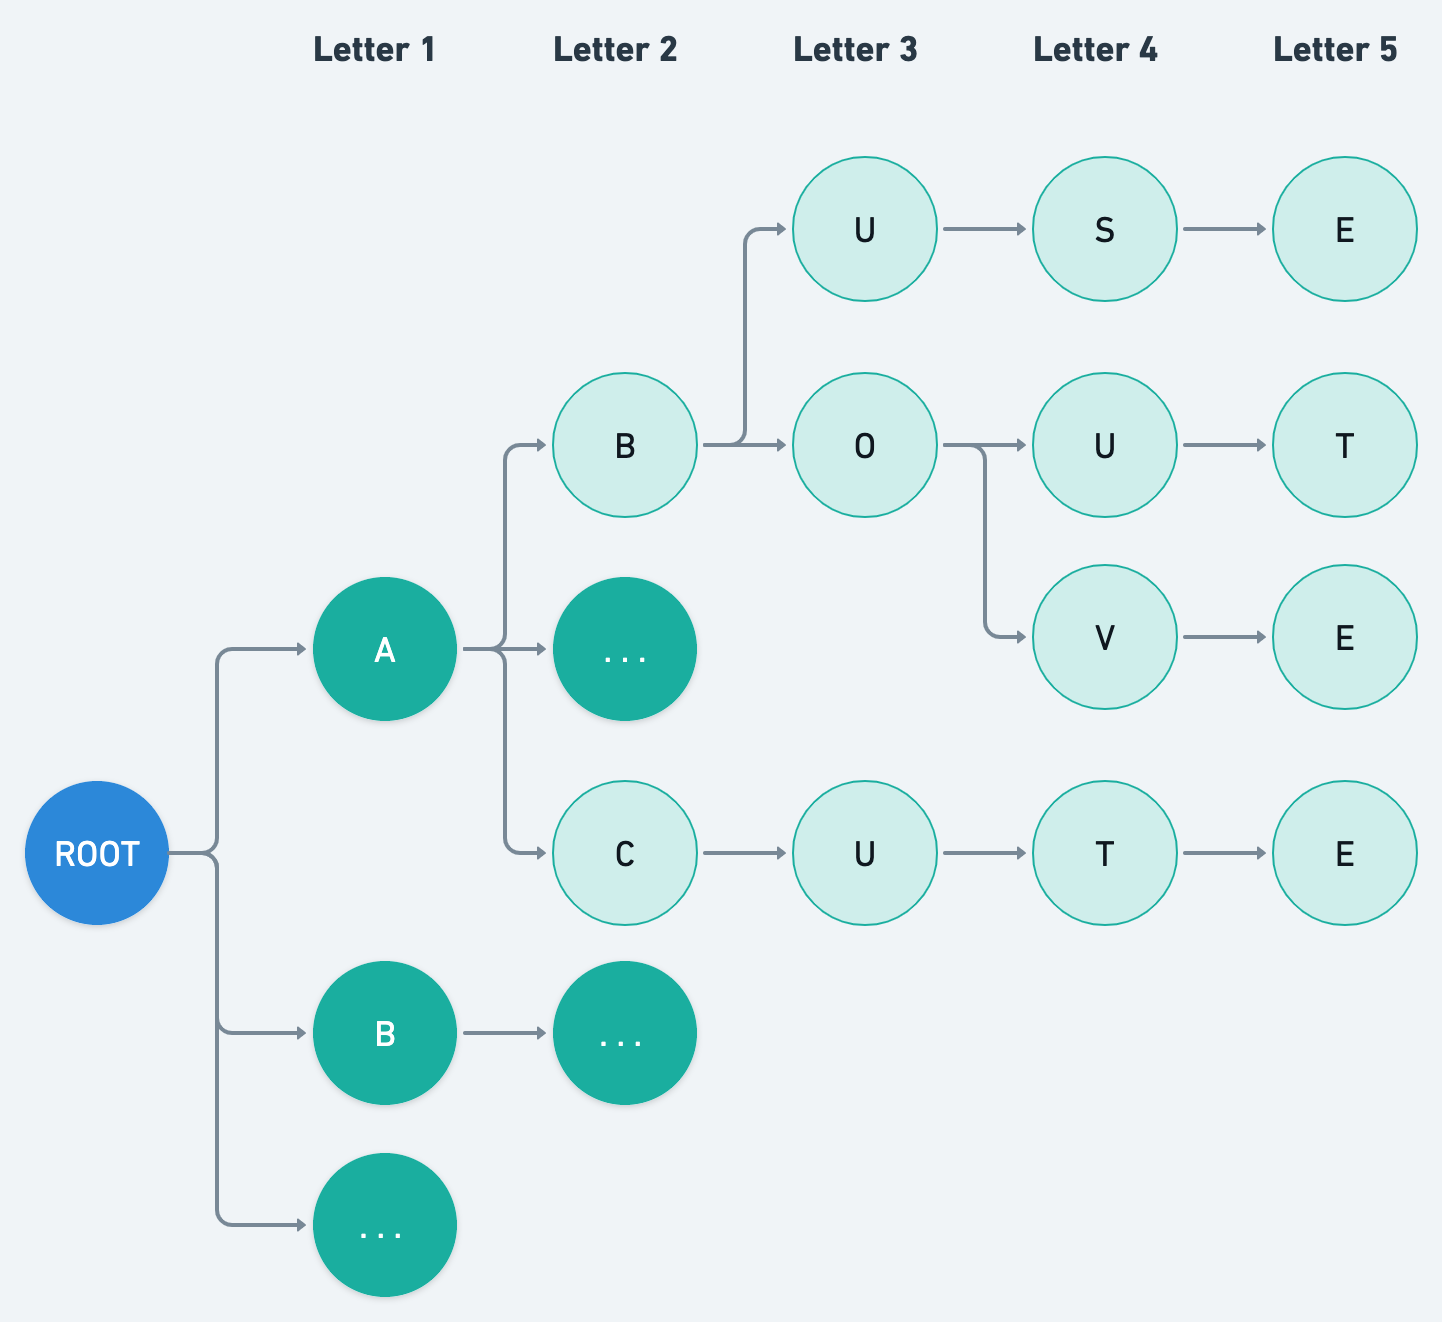 Letter 1 Letter 2 Letter 3 Letter 4 Letter 5
U S E
B O U T
A ...
V E
ROOT C U T E
B ...
...